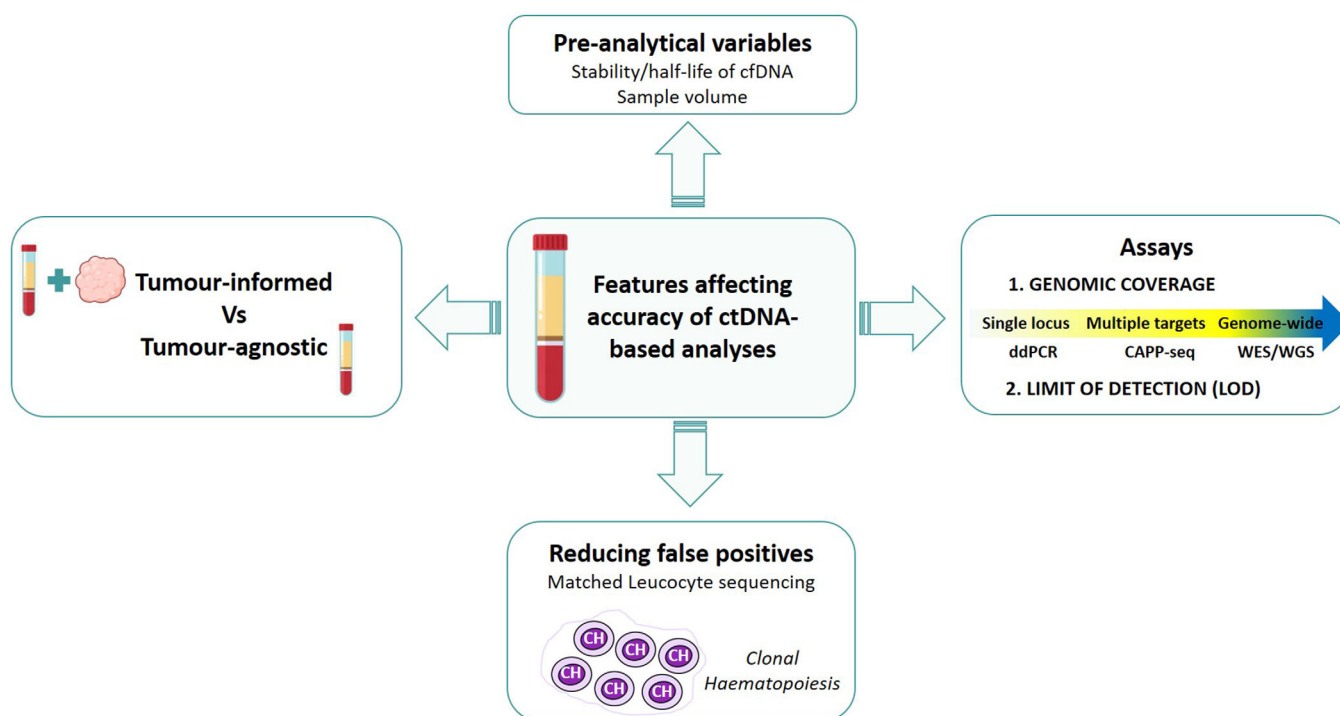 Pre-analytical variables
Stability/half-life of cfDNA
Sample volume
Tumour-informed
Vs
Tumour-agnostic
Features affecting
accuracy of ctDNA-
based analyses
Assays
1. GENOMIC COVERAGE
Single locus Multiple targets Genome-wide
ddPCR CAPP-seq WES/WGS
2. LIMIT OF DETECTION (LOD)
Reducing false positives
Matched Leucocyte sequencing
CH CH CH
CH CH CH
Clonal
Haematopoiesis